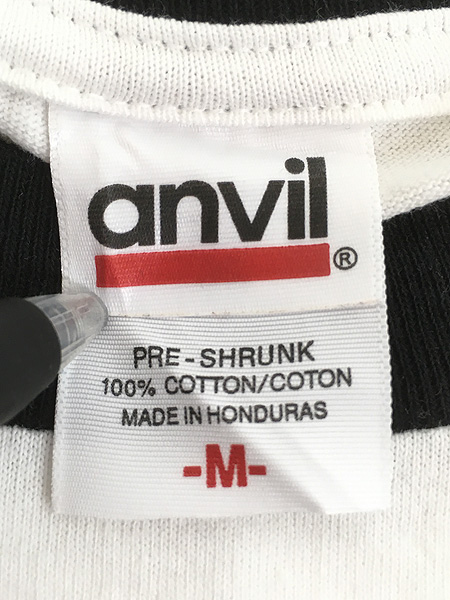 anvil®
PRE-SHRUNK
100% COTTON/COTON
MADE IN HONDURAS
-M-